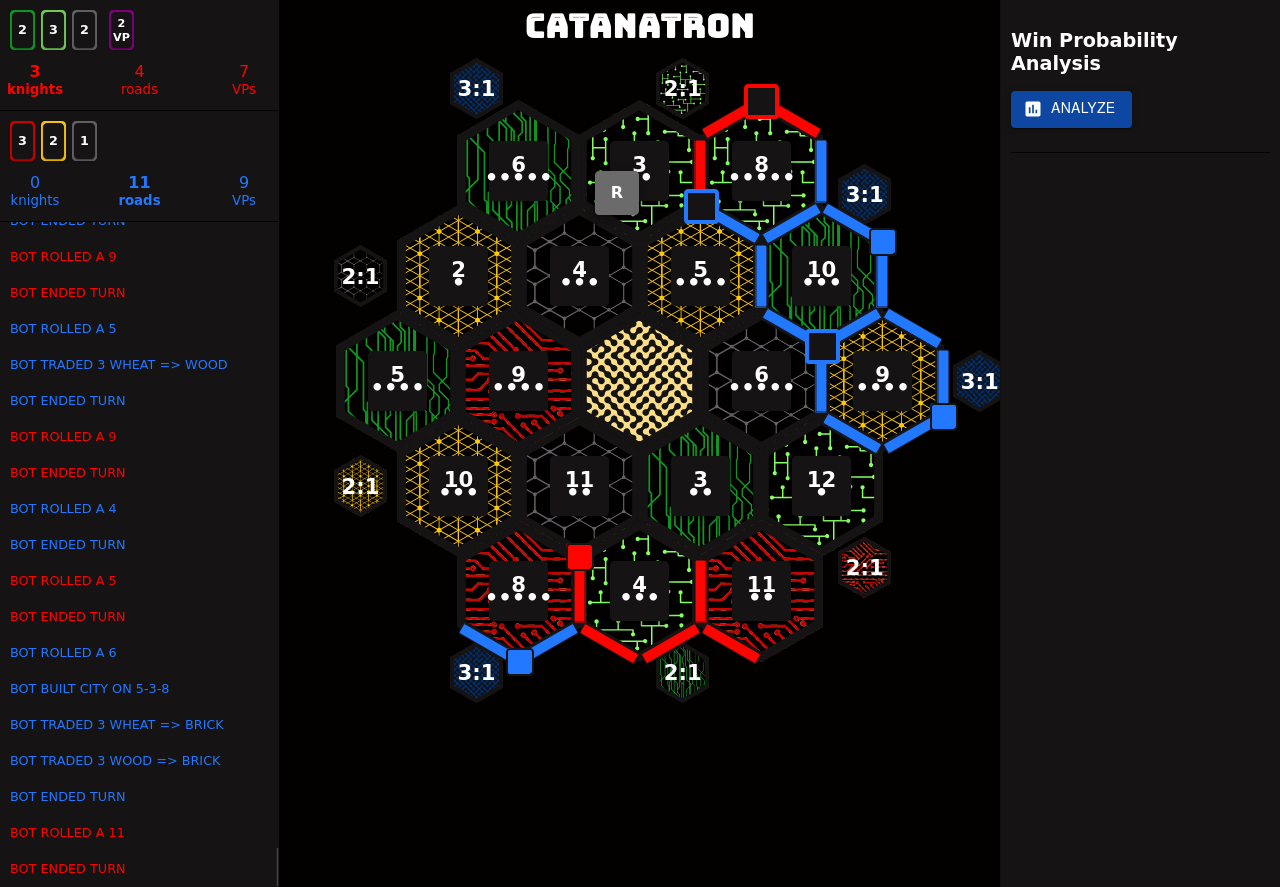 2 3 2 2 VP
3 4 7
knights roads VPs
3 2 1
0 11 9
knights roads VPs
BOT ENDED TURN
BOT ROLLED A 9
BOT ENDED TURN
BOT ROLLED A 5
BOT TRADED 3 WHEAT => WOOD
BOT ENDED TURN
BOT ROLLED A 9
BOT ENDED TURN
BOT ROLLED A 4
BOT ENDED TURN
BOT ROLLED A 5
BOT ENDED TURN
BOT ROLLED A 6
BOT BUILT CITY ON 5-3-8
BOT TRADED 3 WHEAT => BRICK
BOT TRADED 3 WOOD => BRICK
BOT ENDED TURN
BOT ROLLED A 11
BOT ENDED TURN
CATANATRON
3:1 2:1
6 3 8
R 3:1
2:1 2 4 5 10
5 9 6 9 3:1
2:1 10 11 3 12
8 4 11 2:1
3:1 2:1
Win Probability
Analysis
ANALYZE